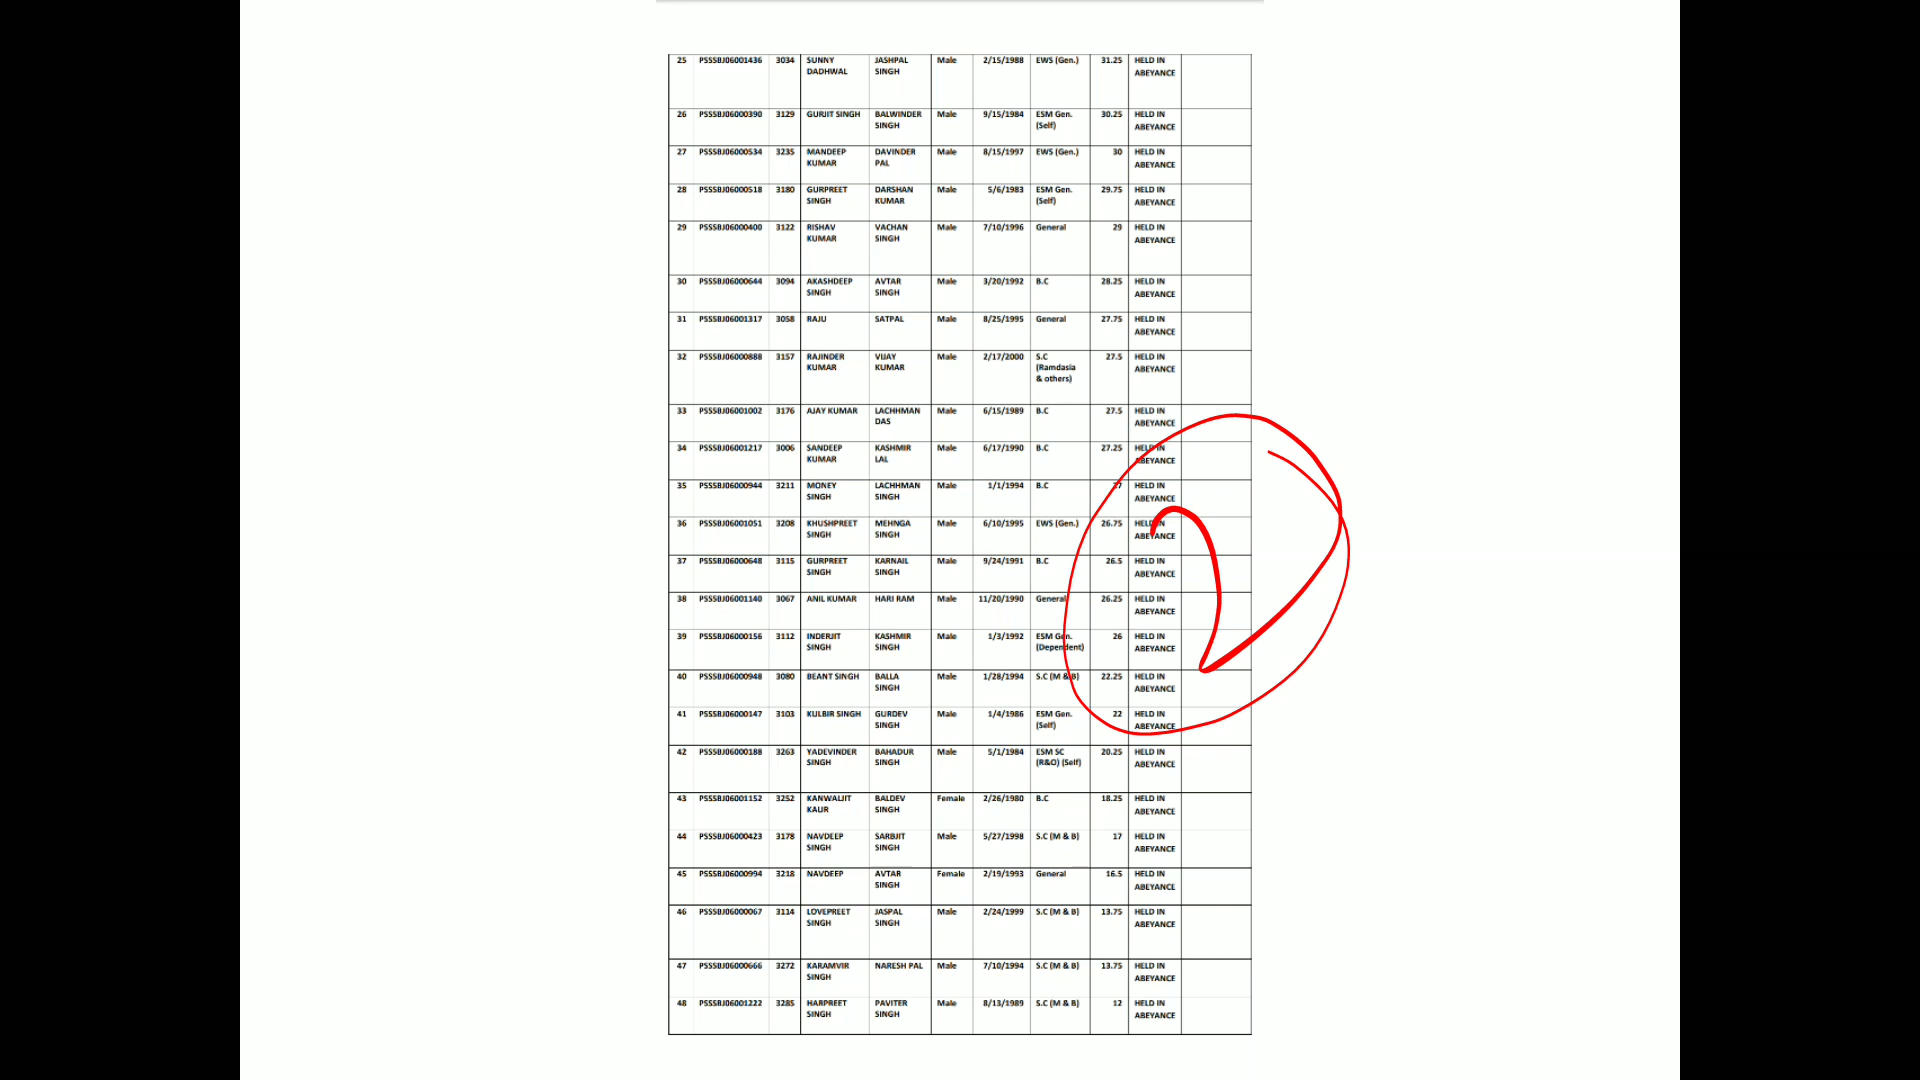 25 PSSSBJ06001436 3034 SUNNY DADHWAL JASHPAL SINGH Male 2/15/1988 EWS (Gen.) 31.25 HELD IN ABEYANCE
26 PSSSBJ06000390 3129 GURJIT SINGH BALWINDER SINGH Male 9/15/1984 ESM Gen. (Self) 30.25 HELD IN ABEYANCE
27 PSSSBJ06000534 3235 MANDEEP KUMAR DAVINDER PAL Male 8/15/1997 EWS (Gen.) 30 HELD IN ABEYANCE
28 PSSSBJ06000518 3180 GURPREET SINGH DARSHAN KUMAR Male 5/6/1983 ESM Gen. (Self) 29.75 HELD IN ABEYANCE
29 PSSSBJ06000400 3122 RISHAV KUMAR VACHAN SINGH Male 7/10/1996 General 29 HELD IN ABEYANCE
30 PSSSBJ06000644 3094 AKASHDEEP SINGH AVTAR SINGH Male 3/20/1992 B.C 28.25 HELD IN ABEYANCE
31 PSSSBJ06001317 3058 RAJU SATPAL Male 8/25/1995 General 27.75 HELD IN ABEYANCE
32 PSSSBJ06000888 3157 RAJINDER KUMAR VIJAY KUMAR Male 2/17/2000 S.C (Ramdasia & others) 27.5 HELD IN ABEYANCE
33 PSSSBJ06001002 3176 AJAY KUMAR LACHHMAN DAS Male 6/15/1989 B.C 27.5 HELD IN ABEYANCE
34 PSSSBJ06001217 3006 SANDEEP KUMAR KASHMIR LAL Male 6/17/1990 B.C 27.25 HELD IN ABEYANCE
35 PSSSBJ06000944 3211 MONEY SINGH LACHHMAN SINGH Male 1/1/1994 B.C 27 HELD IN ABEYANCE
36 PSSSBJ06001051 3208 KHUSHPREET SINGH MEHNGA SINGH Male 6/10/1995 EWS (Gen.) 26.75 HELD IN ABEYANCE
37 PSSSBJ06000648 3115 GURPREET SINGH KARNAIL SINGH Male 9/24/1991 B.C 26.5 HELD IN ABEYANCE
38 PSSSBJ06001140 3067 ANIL KUMAR HARI RAM Male 11/20/1990 General 26.25 HELD IN ABEYANCE
39 PSSSBJ06000156 3112 INDERJIT SINGH KASHMIR SINGH Male 1/3/1992 ESM Gen. (Dependent) 26 HELD IN ABEYANCE
40 PSSSBJ06000948 3080 BEANT SINGH BALLA SINGH Male 1/28/1994 S.C (M & B) 22.25 HELD IN ABEYANCE
41 PSSSBJ06000147 3103 KULBIR SINGH GURDEV SINGH Male 1/4/1986 ESM Gen. (Self) 22 HELD IN ABEYANCE
42 PSSSBJ06000188 3263 YADEVINDER SINGH BAHADUR SINGH Male 5/1/1984 ESM SC (R&O) (Self) 20.25 HELD IN ABEYANCE
43 PSSSBJ06001152 3252 KANWALJIT KAUR BALDEV SINGH Female 2/26/1980 B.C 18.25 HELD IN ABEYANCE
44 PSSSBJ06000423 3178 NAVDEEP SINGH SARBJIT SINGH Male 5/27/1998 S.C (M & B) 17 HELD IN ABEYANCE
45 PSSSBJ06000994 3218 NAVDEEP AVTAR SINGH Female 2/19/1993 General 16.5 HELD IN ABEYANCE
46 PSSSBJ06000067 3114 LOVEPREET SINGH JASPAL SINGH Male 2/24/1999 S.C (M & B) 13.75 HELD IN ABEYANCE
47 PSSSBJ06000666 3272 KARAMVIR SINGH NARESH PAL Male 7/10/1994 S.C (M & B) 13.75 HELD IN ABEYANCE
48 PSSSBJ06001222 3285 HARPREET SINGH PAVITER SINGH Male 8/13/1989 S.C (M & B) 12 HELD IN ABEYANCE